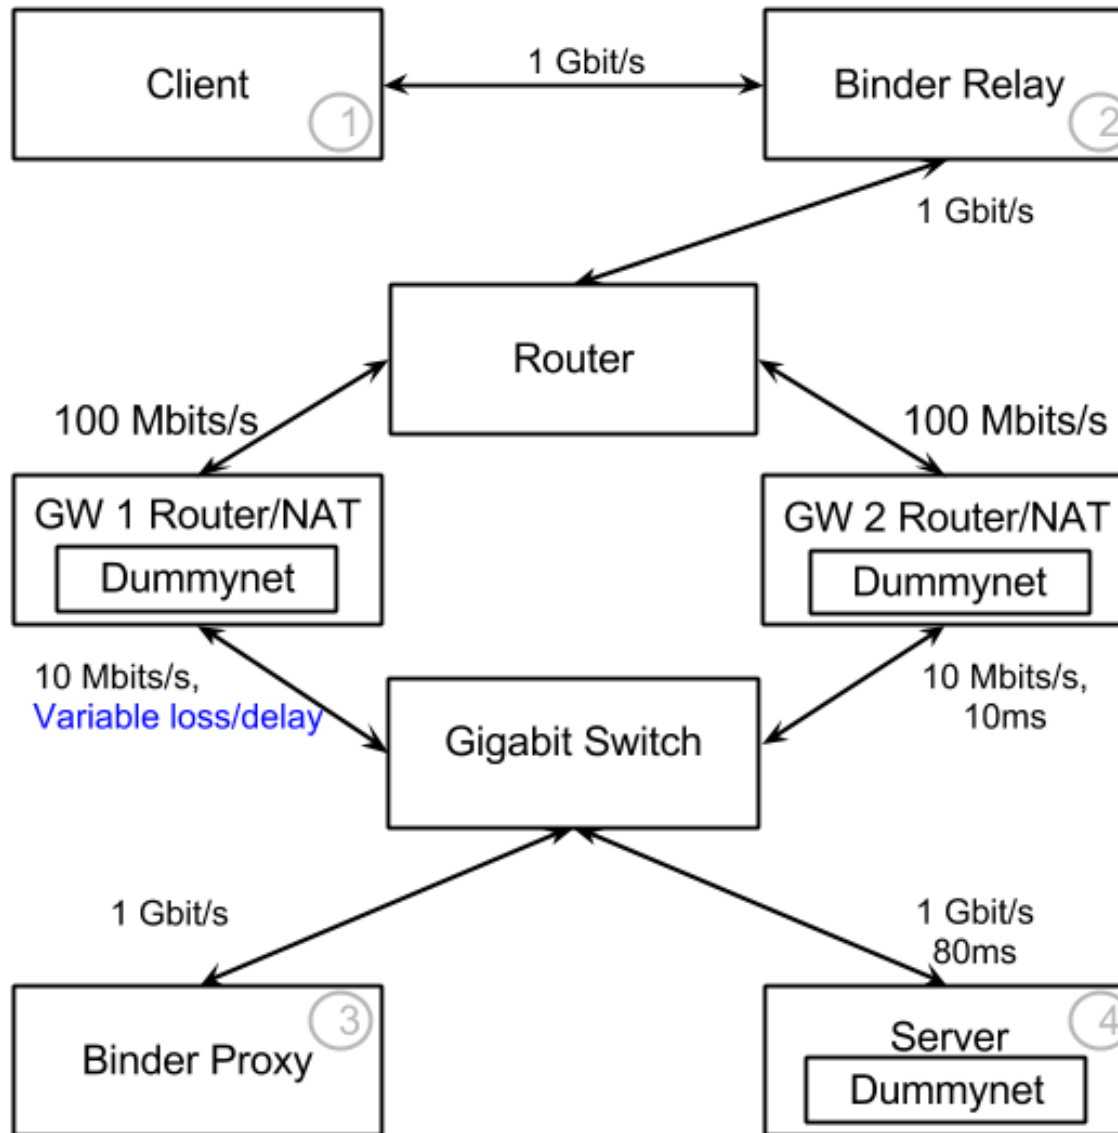 Client
1
1 Gbit/s
Binder Relay
2
1 Gbit/s
Router
100 Mbits/s
100 Mbits/s
GW 1 Router/NAT
Dummynet
GW 2 Router/NAT
Dummynet
10 Mbits/s,
Variable loss/delay
10 Mbits/s,
10ms
Gigabit Switch
1 Gbit/s
1 Gbit/s
80ms
3
Binder Proxy
4
Server
Dummynet